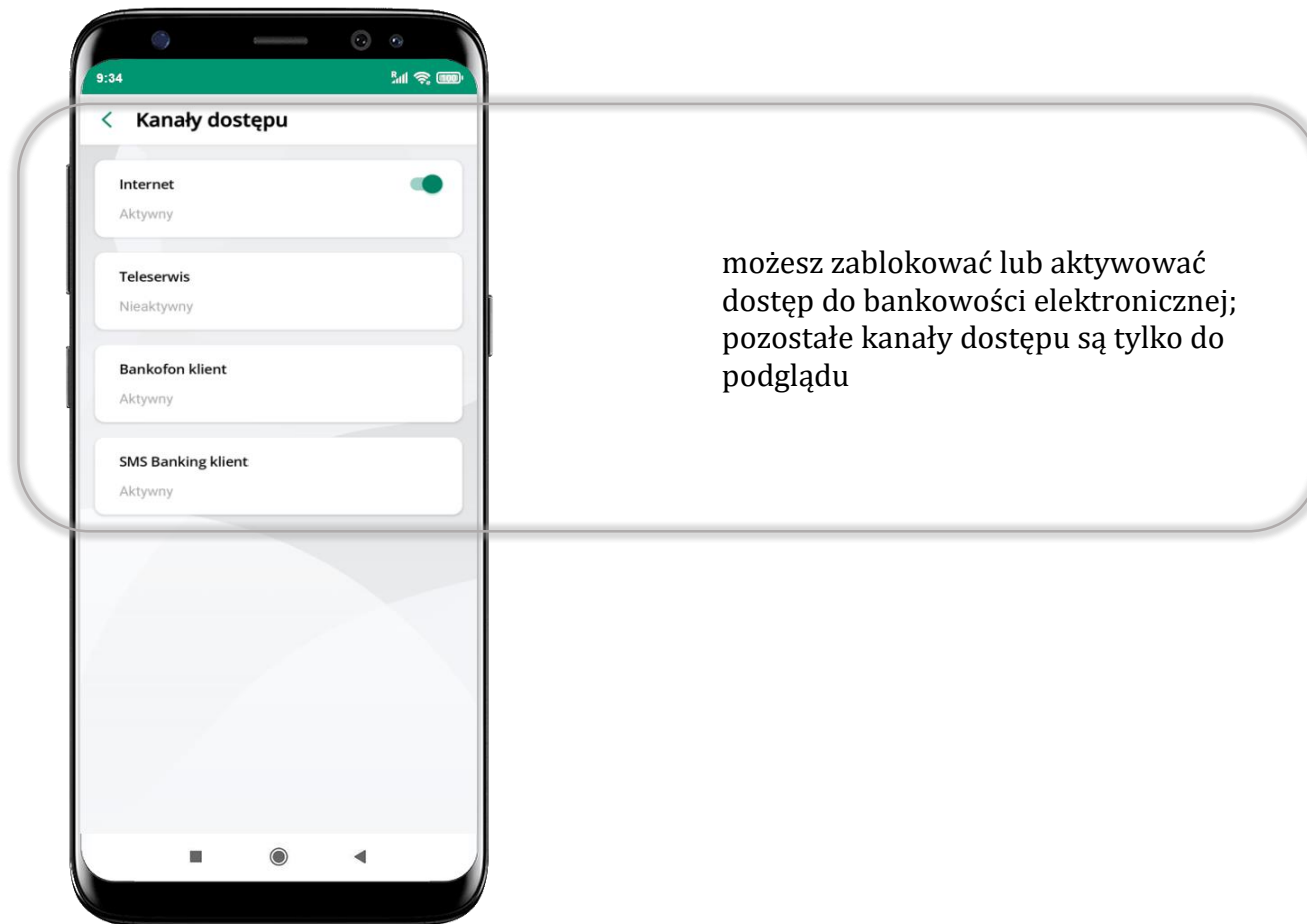 9:34
Kanały dostępu
Internet
Aktywny
Teleserwis
Nieaktywny
Bankofon klient
Aktywny
SMS Banking klient
Aktywny
możesz zablokować lub aktywować
dostęp do bankowości elektronicznej;
pozostałe kanały dostępu są tylko do
podglądu